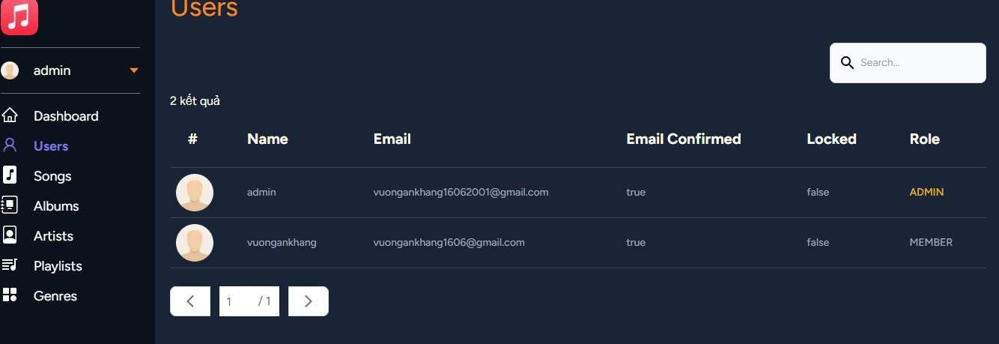 Users
admin
Dashboard
Users
Songs
Albums
Artists
Playlists
Genres
Search...
2 kết quả
# Name Email Email Confirmed Locked Role
admin vuongankhang16062001@gmail.com true false ADMIN
vuongankhang vuongankhang1606@gmail.com true false MEMBER
1 / 1